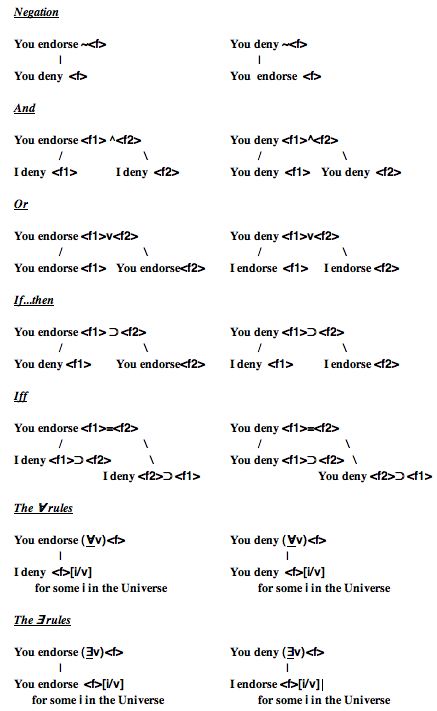 Negation
You endorse ~<f> You deny ~<f>
| |
You deny <f> You endorse <f>
And
You endorse <f1> ^<f2> You deny <f1>^<f2>
/ \ / \
I deny <f1> I deny <f2> You deny <f1> You deny <f2>
Or
You endorse <f1>v<f2> You deny <f1>v<f2>
/ \ / \
You endorse <f1> You endorse<f2> I endorse <f1> I endorse <f2>
If...then
You endorse <f1> ⊃ <f2> You deny <f1>⊃ <f2>
/ \ / \
You deny <f1> You endorse<f2> I deny <f1> I endorse <f2>
Iff
You endorse <f1>≡<f2> You deny <f1>≡<f2>
/ \ / \
I deny <f1>⊃ <f2> \ You deny <f1>⊃ <f2> \
I deny <f2>⊃ <f1> You deny <f2>⊃ <f1>
The ∀ rules
You endorse (∀v)<f> You deny (∀v)<f>
| |
I deny <f>[i/v] You deny <f>[i/v]
for some i in the Universe for some i in the Universe
The ∃ rules
You endorse (∃v)<f> You deny (∃v)<f>
| |
You endorse <f>[i/v] I endorse <f>[i/v]|
for some i in the Universe for some i in the Universe